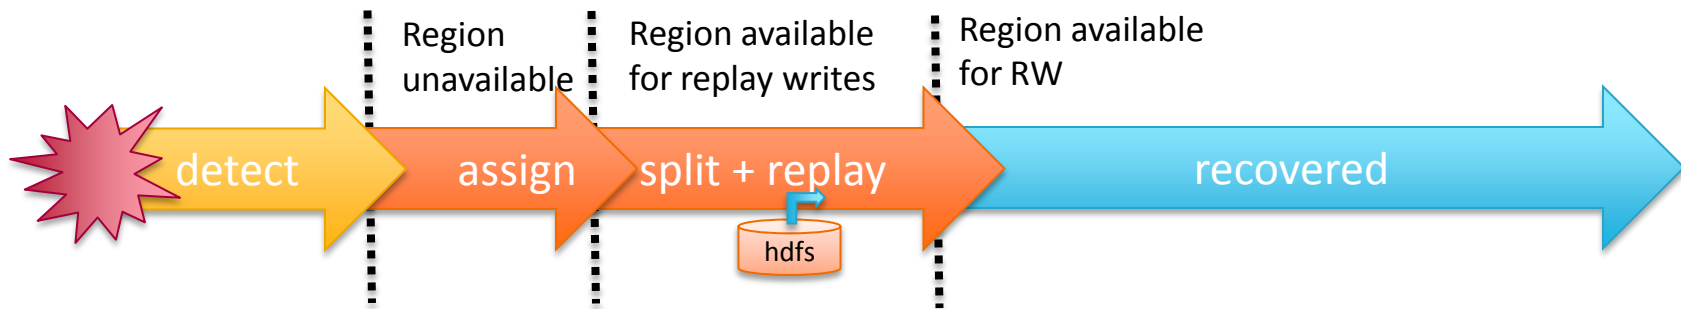 Region
unavailable
Region available
for replay writes
Region available
for RW
detect
assign
split + replay
recovered
hdfs